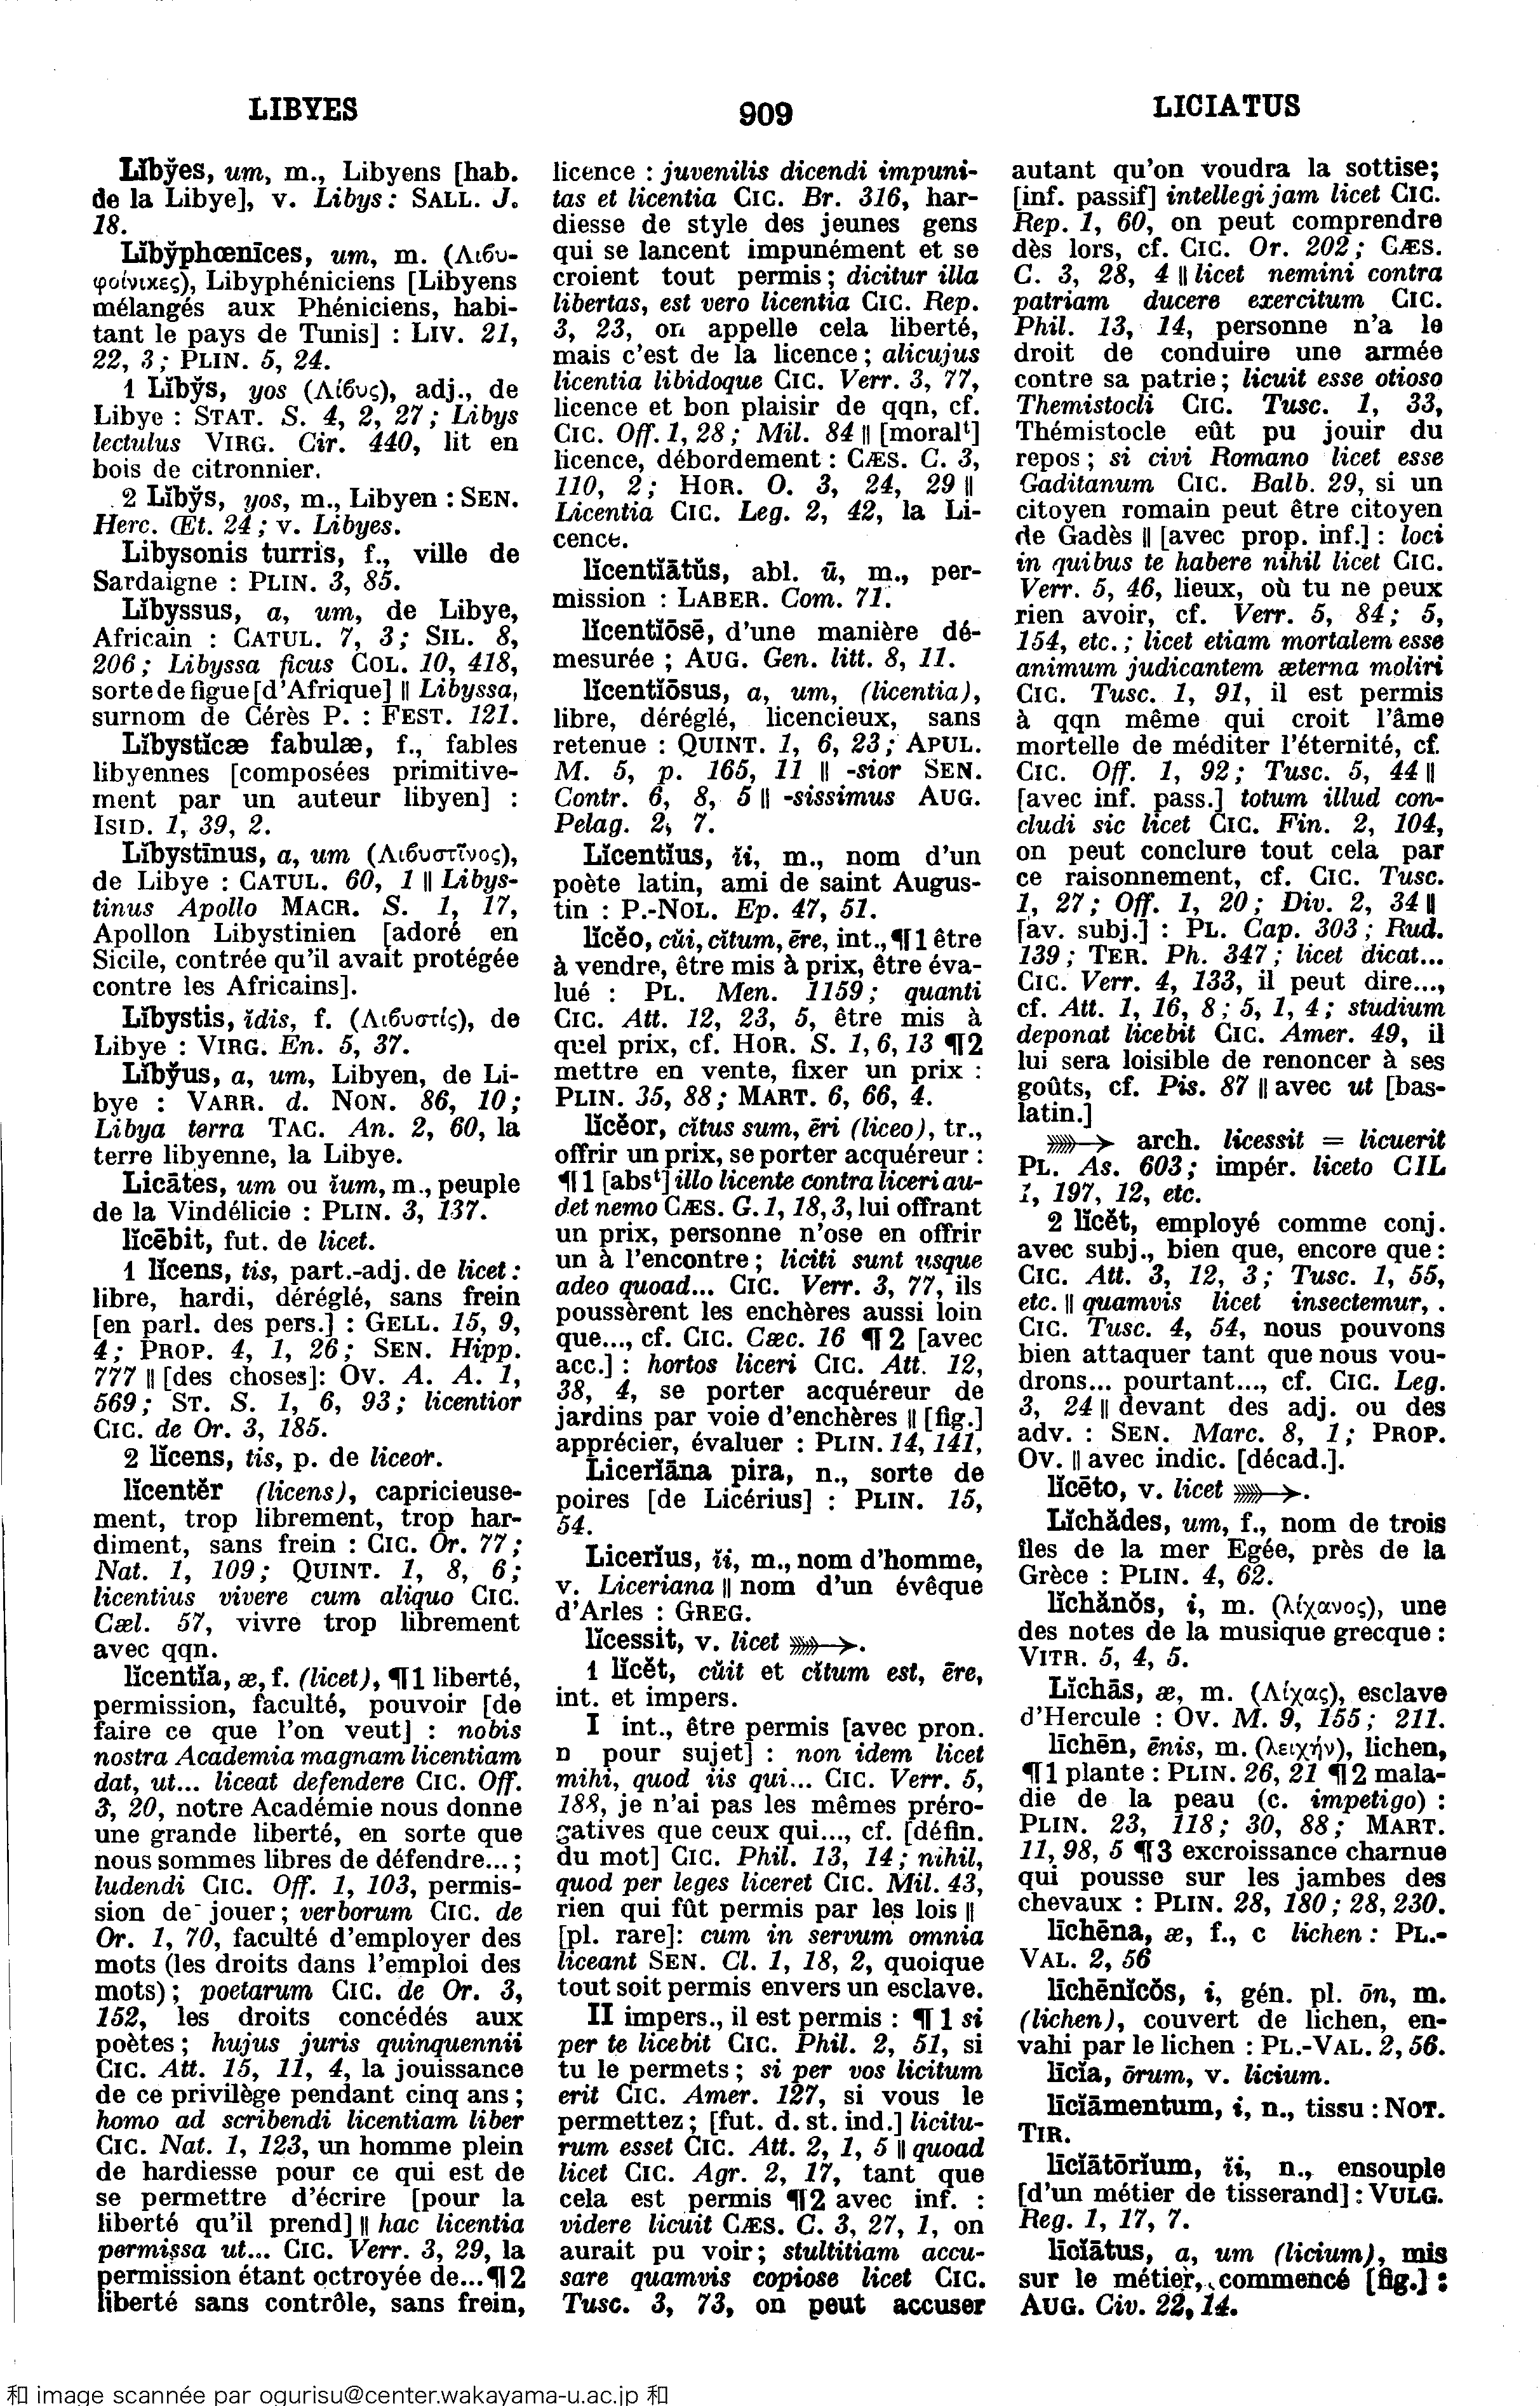 LIBYES
909
LICIATUS
Lĭbўes, um, m., Libyens [hab.
de la Libye], v. Libys : SALL. J.
18.
Lĭbўphœnīces, um, m. (Λιϐυ-
φοίνικες), Libyphéniciens [Libyens
mélangés aux Phéniciens, habi-
tant le pays de Tunis] : LIV. 21,
22, 3 ; PLIN. 5, 24.
1 Lĭbўs, yos (Λίϐυς), adj., de
Libye : STAT. S. 4, 2, 27 ; Libys
lectulus VIRG. Cir. 440, lit en
bois de citronnier.
2 Lĭbўs, yos, m., Libyen : SEN.
Herc. Œt. 24 ; v. Libyes.
Libysonis turris, f., ville de
Sardaigne : PLIN. 3, 85.
Lĭbyssus, a, um, de Libye,
Africain : CATUL. 7, 3 ; SIL. 8,
206 ; Libyssa ficus COL. 10, 418,
sorte de figue [d'Afrique] ‖ Libyssa,
surnom de Cérès P. : FEST. 121.
Lĭbystĭcæ fabulæ, f., fables
libyennes [composées primitive-
ment par un auteur libyen] :
ISID. 1, 39, 2.
Lĭbystīnus, a, um (Λιϐυστῖνος),
de Libye : CATUL. 60, 1 ‖ Libys-
tinus Apollo MACR. S. 1, 17,
Apollon Libystinien [adoré en
Sicile, contrée qu'il avait protégée
contre les Africains].
Lĭbystis, ĭdis, f. (Λιϐυστίς), de
Libye : VIRG. En. 5, 37.
Lĭbўus, a, um, Libyen, de Li-
bye : VARR. d. NON. 86, 10 ;
Libya terra TAC. An. 2, 60, la
terre libyenne, la Libye.
Licātes, um ou ĭum, m., peuple
de la Vindélicie : PLIN. 3, 137.
lĭcēbit, fut. de licet.
1 lĭcens, tis, part.-adj. de licet :
libre, hardi, déréglé, sans frein
[en parl. des pers.] : GELL. 15, 9,
4 ; PROP. 4, 1, 26 ; SEN. Hipp.
777 ‖ [des choses] : OV. A. A. 1,
569 ; ST. S. 1, 6, 93 ; licentior
CIC. de Or. 3, 185.
2 lĭcens, tis, p. de liceor.
lĭcentĕr (licens), capricieuse-
ment, trop librement, trop har-
diment, sans frein : CIC. Or. 77 ;
Nat. 1, 109 ; QUINT. 1, 8, 6 ;
licentius vivere cum aliquo CIC.
Cæl. 57, vivre trop librement
avec qqn.
lĭcentĭa, æ, f. (licet), ¶ 1 liberté,
permission, faculté, pouvoir [de
faire ce que l'on veut] : nobis
nostra Academia magnam licentiam
dat, ut... liceat defendere CIC. Off.
3, 20, notre Académie nous donne
une grande liberté, en sorte que
nous sommes libres de défendre... ;
ludendi CIC. Off. 1, 103, permis-
sion de jouer ; verborum CIC. de
Or. 1, 70, faculté d'employer des
mots (les droits dans l'emploi des
mots) ; poetarum CIC. de Or. 3,
152, les droits concédés aux
poètes ; hujus juris quinquennii
CIC. Att. 15, 11, 4, la jouissance
de ce privilège pendant cinq ans ;
homo ad scribendi licentiam liber
CIC. Nat. 1, 123, un homme plein
de hardiesse pour ce qui est de
se permettre d'écrire [pour la
liberté qu'il prend] ‖ hac licentia
permissa ut... CIC. Verr. 3, 29, la
permission étant octroyée de... ¶ 2
liberté sans contrôle, sans frein,
licence : juvenilis dicendi impuni-
tas et licentia CIC. Br. 316, har-
diesse de style des jeunes gens
qui se lancent impunément et se
croient tout permis ; dicitur illa
libertas, est vero licentia CIC. Rep.
3, 23, on appelle cela liberté,
mais c'est de la licence ; alicujus
licentia libidoque CIC. Verr. 3, 77,
licence et bon plaisir de qqn, cf.
CIC. Off. 1, 28 ; Mil. 84 ‖ [moralᵗ]
licence, débordement : CÆS. C. 3,
110, 2 ; HOR. O. 3, 24, 29 ‖
Licentia CIC. Leg. 2, 42, la Li-
cence.
lĭcentĭātŭs, abl. ū, m., per-
mission : LABER. Com. 71.
lĭcentĭōsē, d'une manière dé-
mesurée ; AUG. Gen. litt. 8, 11.
lĭcentĭōsus, a, um, (licentia),
libre, déréglé, licencieux, sans
retenue : QUINT. 1, 6, 23 ; APUL.
M. 5, p. 165, 11 ‖ -sior SEN.
Contr. 6, 8, 5 ‖ -sissimus AUG.
Pelag. 2, 7.
Lĭcentĭus, ĭi, m., nom d'un
poète latin, ami de saint Augus-
tin : P.-NOL. Ep. 47, 51.
lĭcĕo, cŭi, cĭtum, ēre, int., ¶ 1 être
à vendre, être mis à prix, être éva-
lué : PL. Men. 1159 ; quanti
CIC. Att. 12, 23, 5, être mis à
quel prix, cf. HOR. S. 1, 6, 13 ¶ 2
mettre en vente, fixer un prix :
PLIN. 35, 88 ; MART. 6, 66, 4.
lĭcĕor, cĭtus sum, ēri (liceo), tr.,
offrir un prix, se porter acquéreur :
¶ 1 [absᵗ] illo licente contra liceri au-
det nemo CÆS. G. 1, 18, 3, lui offrant
un prix, personne n'ose en offrir
un à l'encontre ; liciti sunt usque
adeo quoad... CIC. Verr. 3, 77, ils
poussèrent les enchères aussi loin
que..., cf. CIC. Cæc. 16 ¶ 2 [avec
acc.] : hortos liceri CIC. Att. 12,
38, 4, se porter acquéreur de
jardins par voie d'enchères ‖ [fig.]
apprécier, évaluer : PLIN. 14, 141.
Licerĭāna pira, n., sorte de
poires [de Licérius] : PLIN. 15,
54.
Licerĭus, ĭi, m., nom d'homme,
v. Liceriana ‖ nom d'un évêque
d'Arles : GREG.
lĭcessit, v. licet ⟶.
1 lĭcĕt, cŭit et cĭtum est, ēre,
int. et impers.
I int., être permis [avec pron.
n pour sujet] : non idem licet
mihi, quod iis qui... CIC. Verr. 5,
188, je n'ai pas les mêmes préro-
gatives que ceux qui..., cf. [défin.
du mot] CIC. Phil. 13, 14 ; nihil,
quod per leges liceret CIC. Mil. 43,
rien qui fût permis par les lois ‖
[pl. rare] : cum in servum omnia
liceant SEN. Cl. 1, 18, 2, quoique
tout soit permis envers un esclave.
II impers., il est permis : ¶ 1 si
per te licebit CIC. Phil. 2, 51, si
tu le permets ; si per vos licitum
erit CIC. Amer. 127, si vous le
permettez ; [fut. d. st. ind.] licitu-
rum esset CIC. Att. 2, 1, 5 ‖ quoad
licet CIC. Agr. 2, 17, tant que
cela est permis ¶ 2 avec inf. :
videre licuit CÆS. C. 3, 27, 1, on
aurait pu voir ; stultitiam accu-
sare quamvis copiose licet CIC.
Tusc. 3, 73, on peut accuser
autant qu'on voudra la sottise ;
[inf. passif] intellegi jam licet CIC.
Rep. 1, 60, on peut comprendre
dès lors, cf. CIC. Or. 202 ; CÆS.
C. 3, 28, 4 ‖ licet nemini contra
patriam ducere exercitum CIC.
Phil. 13, 14, personne n'a le
droit de conduire une armée
contre sa patrie ; licuit esse otioso
Themistocli CIC. Tusc. 1, 33,
Thémistocle eût pu jouir du
repos ; si civi Romano licet esse
Gaditanum CIC. Balb. 29, si un
citoyen romain peut être citoyen
de Gadès ‖ [avec prop. inf.] : loci
in quibus te habere nihil licet CIC.
Verr. 5, 46, lieux, où tu ne peux
rien avoir, cf. Verr. 5, 84 ; 5,
154, etc. ; licet etiam mortalem esse
animum judicantem æterna moliri
CIC. Tusc. 1, 91, il est permis
à qqn même qui croit l'âme
mortelle de méditer l'éternité, cf.
CIC. Off. 1, 92 ; Tusc. 5, 44 ‖
[avec inf. pass.] totum illud con-
cludi sic licet CIC. Fin. 2, 104,
on peut conclure tout cela par
ce raisonnement, cf. CIC. Tusc.
1, 27 ; Off. 1, 20 ; Div. 2, 34 ‖
[av. subj.] : PL. Cap. 303 ; Rud.
139 ; TER. Ph. 347 ; licet dicat...
CIC. Verr. 4, 133, il peut dire...,
cf. Att. 1, 16, 8 ; 5, 1, 4 ; studium
deponat licebit CIC. Amer. 49, il
lui sera loisible de renoncer à ses
goûts, cf. Pis. 87 ‖ avec ut [bas-
latin.]
⟶ arch. licessit = licuerit
PL. As. 603 ; impér. liceto CIL
1, 197, 12, etc.
2 lĭcĕt, employé comme conj.
avec subj., bien que, encore que :
CIC. Att. 3, 12, 3 ; Tusc. 1, 55,
etc. ‖ quamvis licet insectemur, .
CIC. Tusc. 4, 54, nous pouvons
bien attaquer tant que nous vou-
drons... pourtant..., cf. CIC. Leg.
3, 24 ‖ devant des adj. ou des
adv. : SEN. Marc. 8, 1 ; PROP.
OV. ‖ avec indic. [décad.].
lĭcēto, v. licet ⟶.
Lĭchădes, um, f., nom de trois
îles de la mer Egée, près de la
Grèce : PLIN. 4, 62.
lĭchănŏs, i, m. (λίχανος), une
des notes de la musique grecque :
VITR. 5, 4, 5.
Lĭchās, æ, m. (Λίχας), esclave
d'Hercule : OV. M. 9, 155 ; 211.
līchēn, ēnis, m. (λειχήν), lichen,
¶ 1 plante : PLIN. 26, 21 ¶ 2 mala-
die de la peau (c. impetigo) :
PLIN. 23, 118 ; 30, 88 ; MART.
11, 98, 5 ¶ 3 excroissance charnue
qui pousse sur les jambes des
chevaux : PLIN. 28, 180 ; 28, 230.
līchēna, æ, f., c lichen : PL.-
VAL. 2, 56
līchēnĭcŏs, i, gén. pl. ōn, m.
(lichen), couvert de lichen, en-
vahi par le lichen : PL.-VAL. 2, 56.
līcĭa, ōrum, v. licium.
līcĭāmentum, i, n., tissu : NOT.
TIR.
līcĭātōrĭum, ĭi, n., ensouple
[d'un métier de tisserand] : VULG.
Reg. 1, 17, 7.
līcĭātus, a, um (licium), mis
sur le métier, commencé [fig.] :
AUG. Civ. 22, 14.
和 image scannée par ogurisu@center.wakayama-u.ac.jp 和